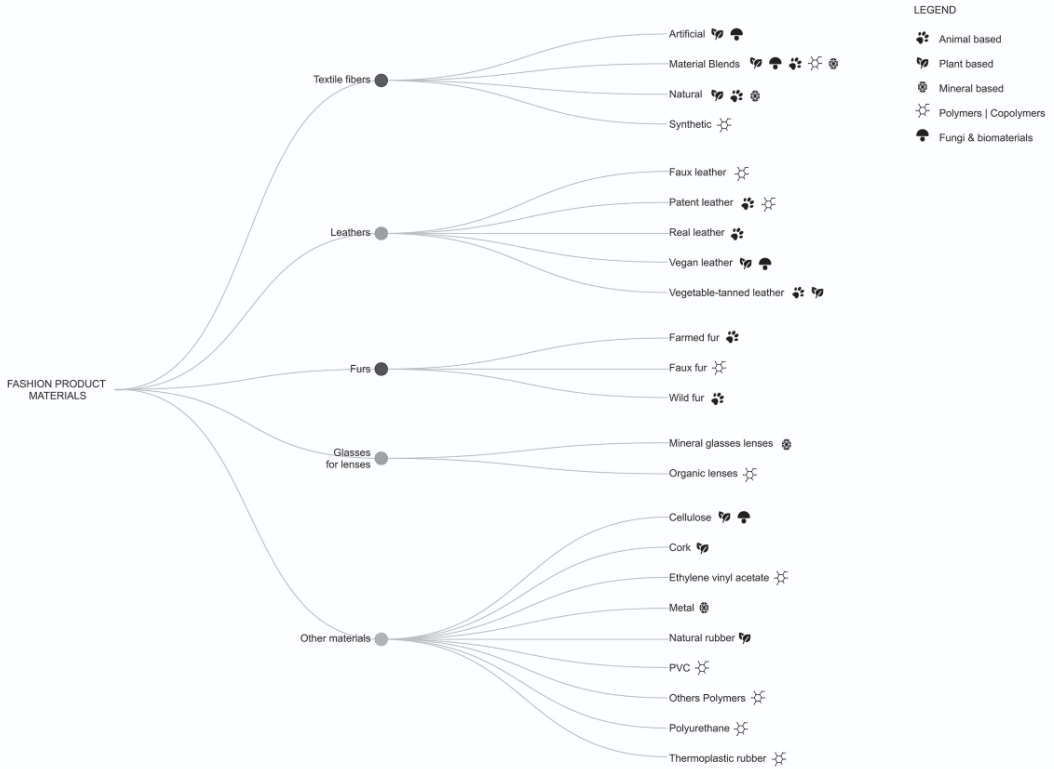 LEGEND
Animal based
Plant based
Mineral based
Polymers | Copolymers
Fungi & biomaterials
FASHION PRODUCT
MATERIALS
Textile fibers
Artificial
Material Blends
Natural
Synthetic
Leathers
Faux leather
Patent leather
Real leather
Vegan leather
Vegetable-tanned leather
Furs
Farmed fur
Faux fur
Wild fur
Glasses
for lenses
Mineral glasses lenses
Organic lenses
Other materials
Cellulose
Cork
Ethylene vinyl acetate
Metal
Natural rubber
PVC
Others Polymers
Polyurethane
Thermoplastic rubber